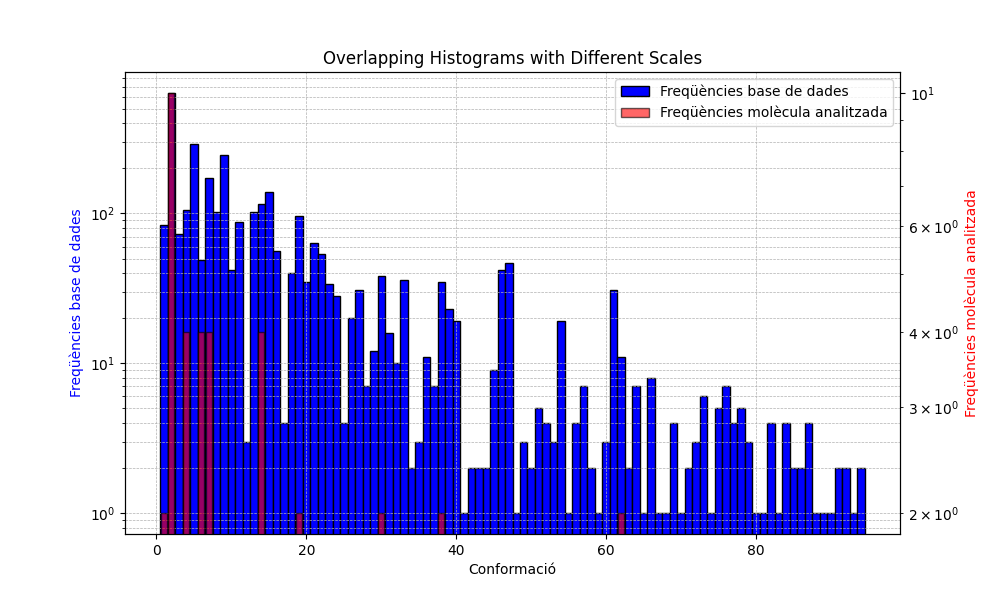 Overlapping Histograms with Different Scales
Freqüències base de dades
Freqüències molècula analitzada
Freqüències base de dades
10²
10¹
10⁰
10¹
6 × 10⁰
4 × 10⁰
3 × 10⁰
2 × 10⁰
Freqüències molècula analitzada
0 20 40 60 80
Conformació